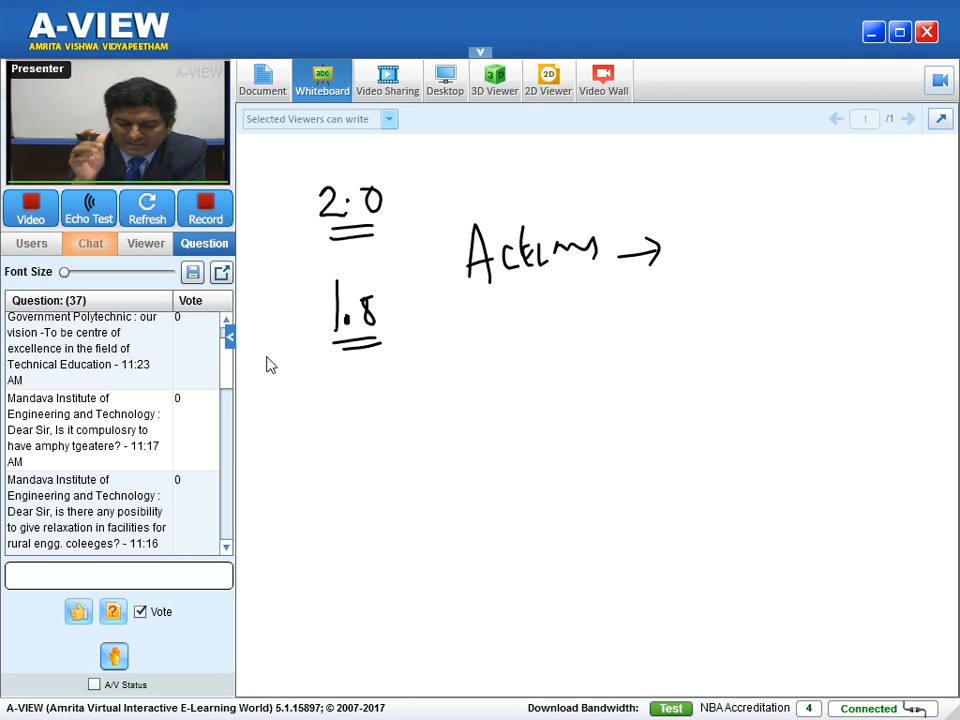 A-VIEW
AMRITA VISHWA VIDYAPEETHAM
v
Presenter
A-VIEW
Document
abc
Whiteboard
Video Sharing
Desktop
3D
3D Viewer
2D
2D Viewer
Video Wall
Selected Viewers can write
1 /1
Video
Echo Test
Refresh
Record
Users
Chat
Viewer
Question
Font Size
Question: (37) Vote
Government Polytechnic : our 0
vision -To be centre of
excellence in the field of
Technical Education - 11:23
AM
Mandava Institute of 0
Engineering and Technology :
Dear Sir, Is it compulosry to
have amphy tgeatere? - 11:17
AM
Mandava Institute of 0
Engineering and Technology :
Dear Sir, is there any posibility
to give relaxation in facilities for
rural engg. coleeges? - 11:16
Vote
A/V Status
2.0
Actions →
1.8
A-VIEW (Amrita Virtual Interactive E-Learning World) 5.1.15897; © 2007-2017
Download Bandwidth: Test NBA Accreditation 4 Connected